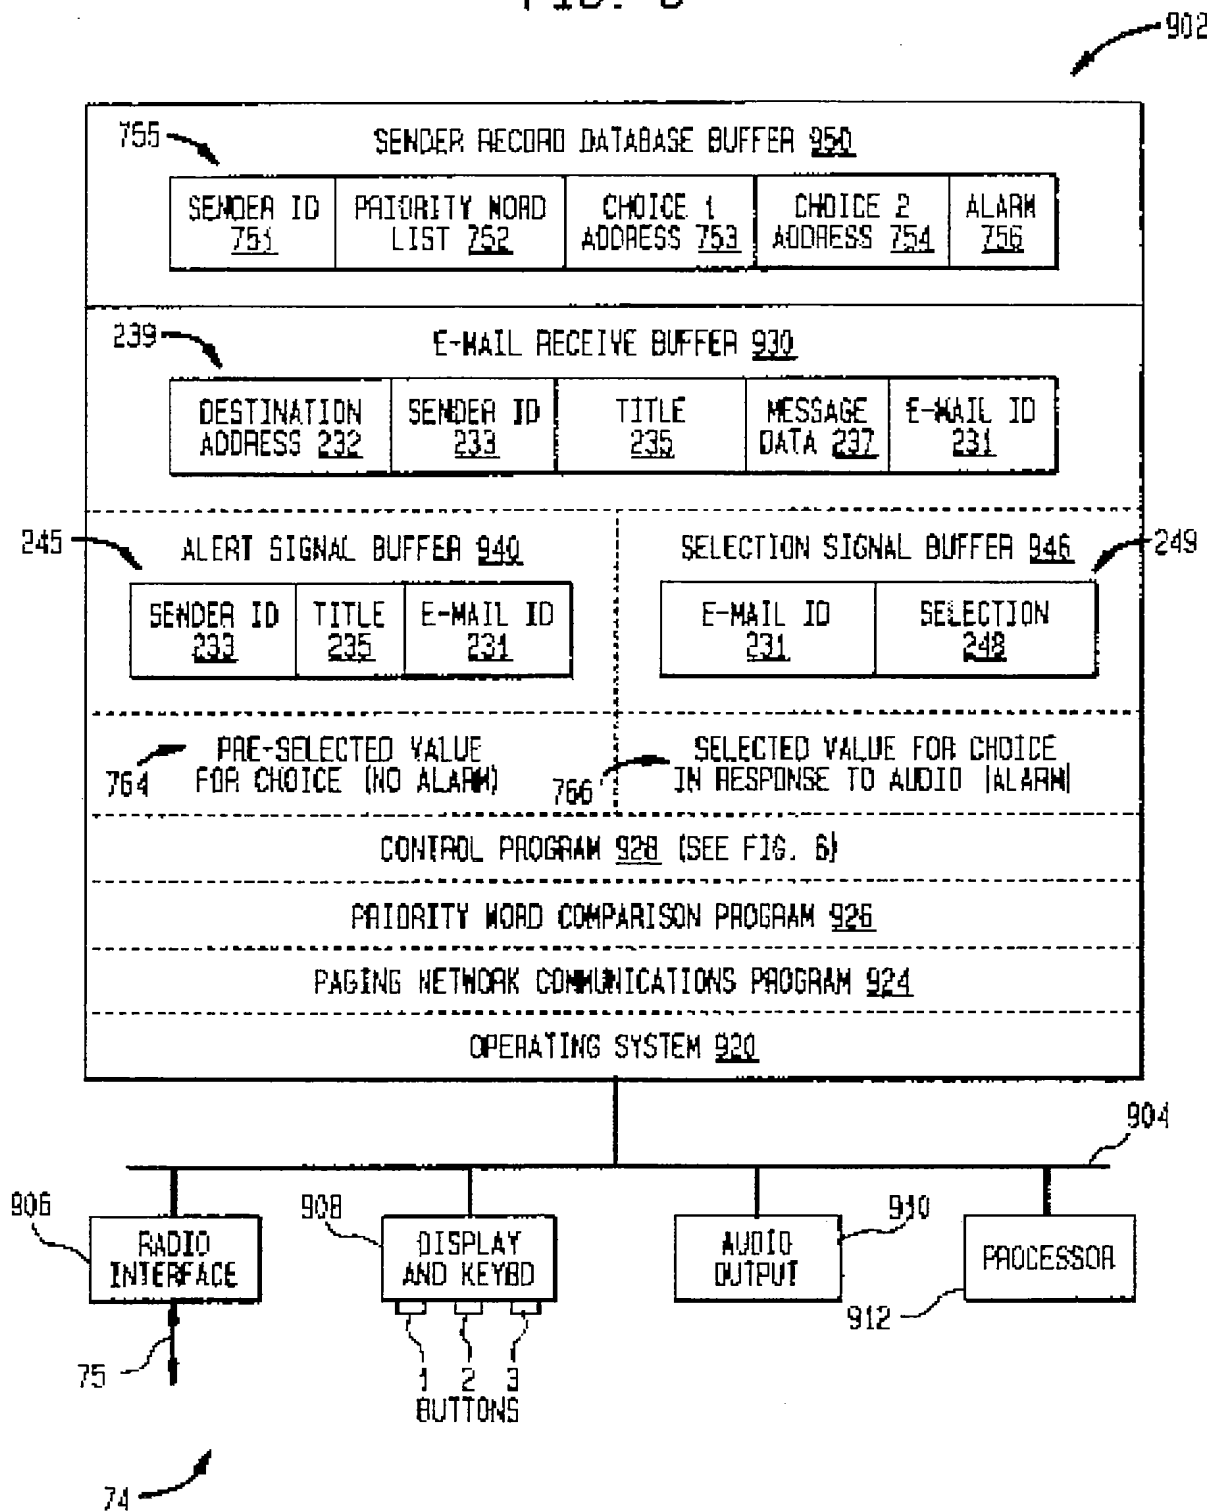 902
755
SENDER RECORD DATABASE BUFFER 950
SENDER ID 751
PRIORITY WORD LIST 752
CHOICE 1 ADDRESS 753
CHOICE 2 ADDRESS 754
ALARM 756
239
E-MAIL RECEIVE BUFFER 930
DESTINATION ADDRESS 232
SENDER ID 233
TITLE 235
MESSAGE DATA 237
E-MAIL ID 231
245
ALERT SIGNAL BUFFER 940
SENDER ID 233
TITLE 235
E-MAIL ID 231
SELECTION SIGNAL BUFFER 946
249
E-MAIL ID 231
SELECTION 248
764
PRE-SELECTED VALUE
FOR CHOICE (NO ALARM)
766
SELECTED VALUE FOR CHOICE
IN RESPONSE TO AUDIO (ALARM)
CONTROL PROGRAM 928 (SEE FIG. 6)
PRIORITY WORD COMPARISON PROGRAM 926
PAGING NETWORK COMMUNICATIONS PROGRAM 924
OPERATING SYSTEM 920
904
906
RADIO
INTERFACE
75
908
DISPLAY
AND KEYBD
1 2 3
BUTTONS
910
AUDIO
OUTPUT
PROCESSOR
912
74